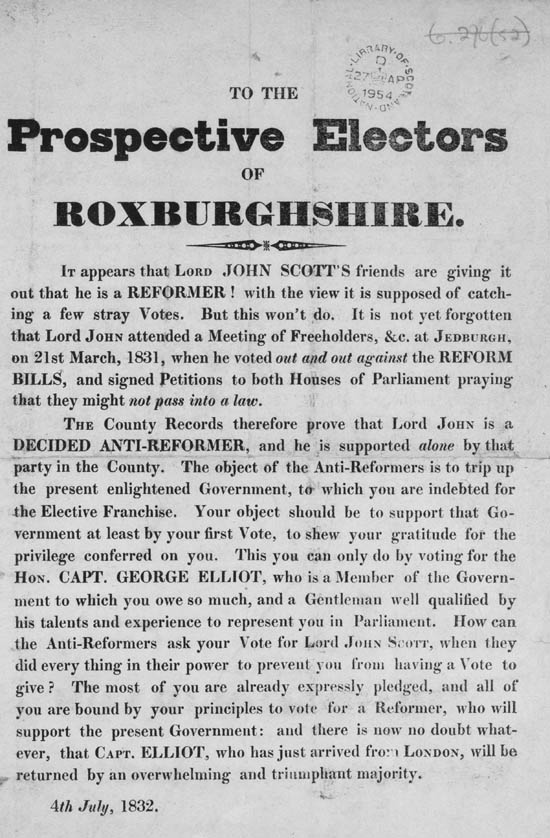 6. 276(52)
NATIONAL LIBRARY OF SCOTLAND
D
27 AP
1954
TO THE
Prospective Electors
OF
ROXBURGHSHIRE.
IT appears that LORD JOHN SCOTT'S friends are giving it
out that he is a REFORMER! with the view it is supposed of catch-
ing a few stray Votes. But this won't do. It is not yet forgotten
that Lord JOHN attended a Meeting of Freeholders, &c. at JEDBURGH,
on 21st March, 1831, when he voted out and out against the REFORM
BILLS, and signed Petitions to both Houses of Parliament praying
that they might not pass into a law.
THE County Records therefore prove that Lord JOHN is a
DECIDED ANTI-REFORMER, and he is supported alone by that
party in the County. The object of the Anti-Reformers is to trip up
the present enlightened Government, to which you are indebted for
the Elective Franchise. Your object should be to support that Go-
vernment at least by your first Vote, to shew your gratitude for the
privilege conferred on you. This you can only do by voting for the
HON. CAPT. GEORGE ELLIOT, who is a Member of the Govern-
ment to which you owe so much, and a Gentleman well qualified by
his talents and experience to represent you in Parliament. How can
the Anti-Reformers ask your Vote for Lord JOHN SCOTT, when they
did every thing in their power to prevent you from having a Vote to
give? The most of you are already expressly pledged, and all of
you are bound by your principles to vote for a Reformer, who will
support the present Government: and there is now no doubt what-
ever, that CAPT. ELLIOT, who has just arrived from LONDON, will be
returned by an overwhelming and triumphant majority.
4th July, 1832.